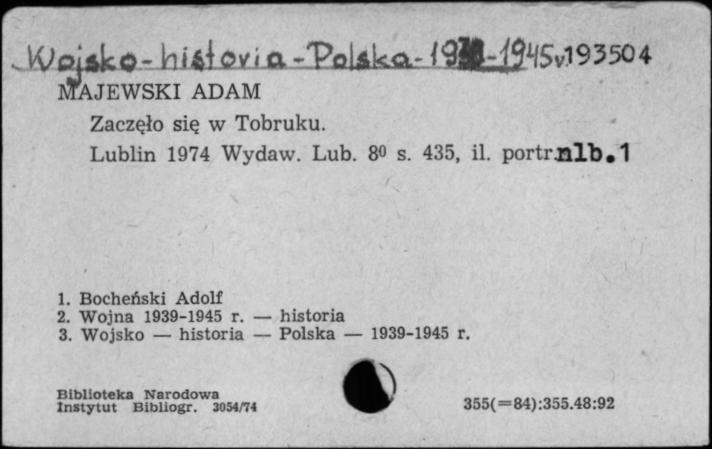 Wojsko-historia-Polska-1939-1945 v.193504
MAJEWSKI ADAM
Zaczęło się w Tobruku.
Lublin 1974 Wydaw. Lub. 8⁰ s. 435, il. portr. nlb.1
1. Bocheński Adolf
2. Wojna 1939-1945 r. — historia
3. Wojsko — historia — Polska — 1939-1945 r.
Biblioteka Narodowa
Instytut Bibliogr. 3054/74
355(=84):355.48:92